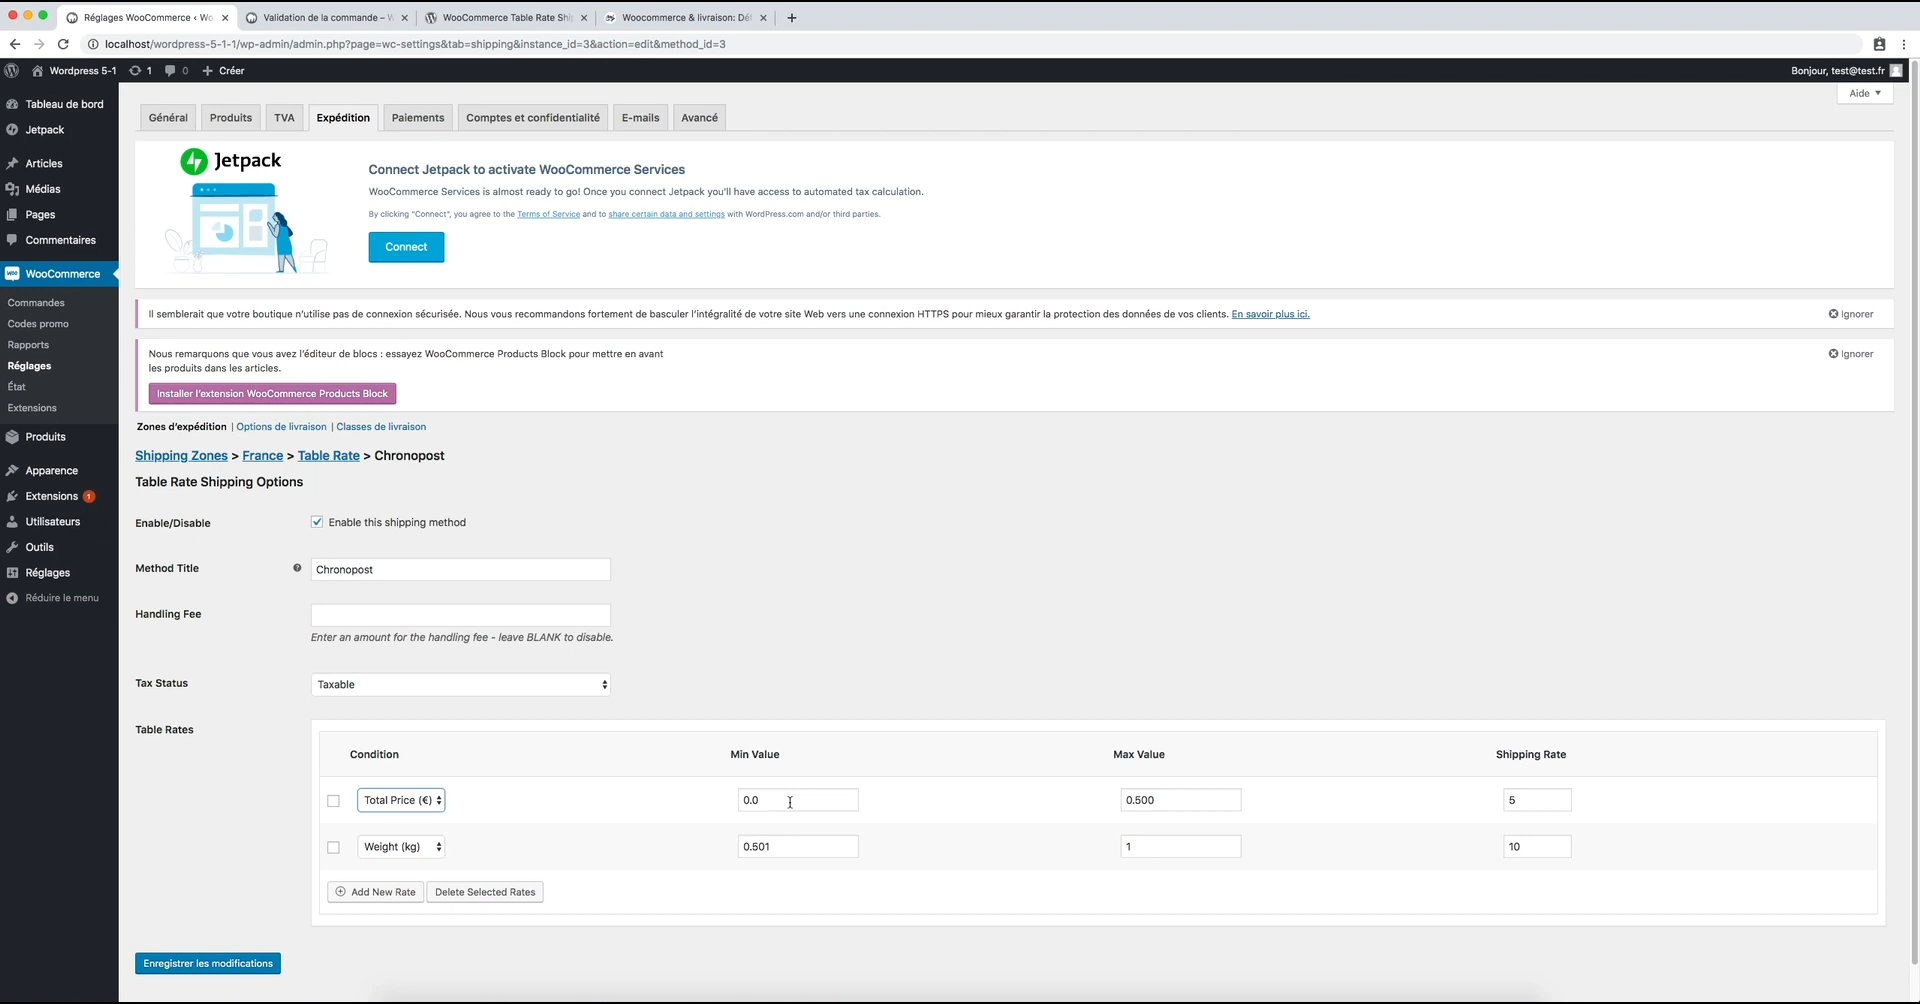 Réglages WooCommerce ‹ Wo
Validation de la commande – W
WooCommerce Table Rate Shi
Woocommerce & livraison: Dé
localhost/wordpress-5-1-1/wp-admin/admin.php?page=wc-settings&tab=shipping&instance_id=3&action=edit&method_id=3
Wordpress 5-1
1
0
Créer
Bonjour, test@test.fr
Aide
Tableau de bord
Jetpack
Articles
Médias
Pages
Commentaires
WooCommerce
Commandes
Codes promo
Rapports
Réglages
État
Extensions
Produits
Apparence
Extensions 1
Utilisateurs
Outils
Réglages
Réduire le menu
Général
Produits
TVA
Expédition
Paiements
Comptes et confidentialité
E-mails
Avancé
Jetpack
Connect Jetpack to activate WooCommerce Services
WooCommerce Services is almost ready to go! Once you connect Jetpack you'll have access to automated tax calculation.
By clicking "Connect", you agree to the Terms of Service and to share certain data and settings with WordPress.com and/or third parties.
Connect
Il semblerait que votre boutique n'utilise pas de connexion sécurisée. Nous vous recommandons fortement de basculer l'intégralité de votre site Web vers une connexion HTTPS pour mieux garantir la protection des données de vos clients. En savoir plus ici.
Ignorer
Nous remarquons que vous avez l'éditeur de blocs : essayez WooCommerce Products Block pour mettre en avant
les produits dans les articles.
Ignorer
Installer l'extension WooCommerce Products Block
Zones d'expédition | Options de livraison | Classes de livraison
Shipping Zones > France > Table Rate > Chronopost
Table Rate Shipping Options
Enable/Disable
Enable this shipping method
Method Title
Chronopost
Handling Fee
Enter an amount for the handling fee - leave BLANK to disable.
Tax Status
Taxable
Table Rates
Condition
Min Value
Max Value
Shipping Rate
Total Price (€)
0.0
0.500
5
Weight (kg)
0.501
1
10
Add New Rate
Delete Selected Rates
Enregistrer les modifications